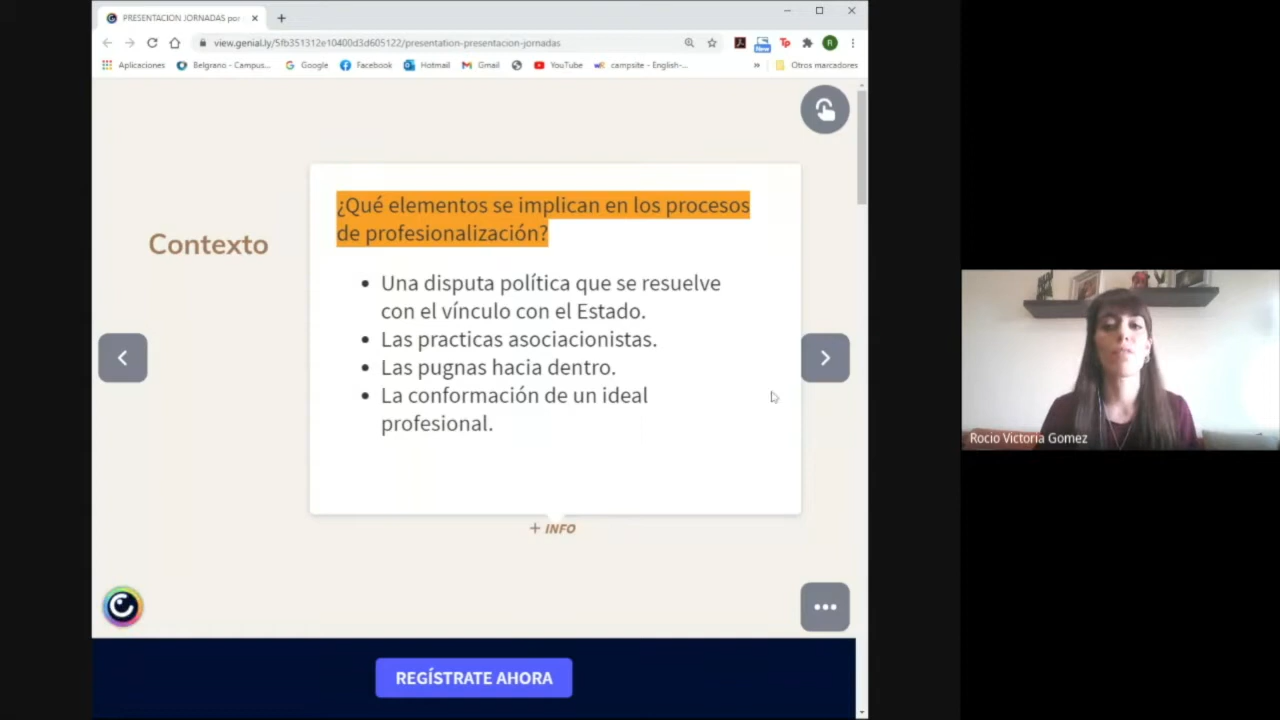 PRESENTACION JORNADAS por
view.genial.ly/5fb351312e10400d3d605122/presentation-presentacion-jornadas
New
Tp
R
Aplicaciones
Belgrano - Campus...
Google
Facebook
Hotmail
Gmail
YouTube
wR
campsite - English-...
»
Otros marcadores
Contexto
¿Qué elementos se implican en los procesos
de profesionalización?
• Una disputa política que se resuelve
con el vínculo con el Estado.
• Las practicas asociacionistas.
• Las pugnas hacia dentro.
• La conformación de un ideal
profesional.
+ INFO
REGÍSTRATE AHORA
Rocio Victoria Gomez